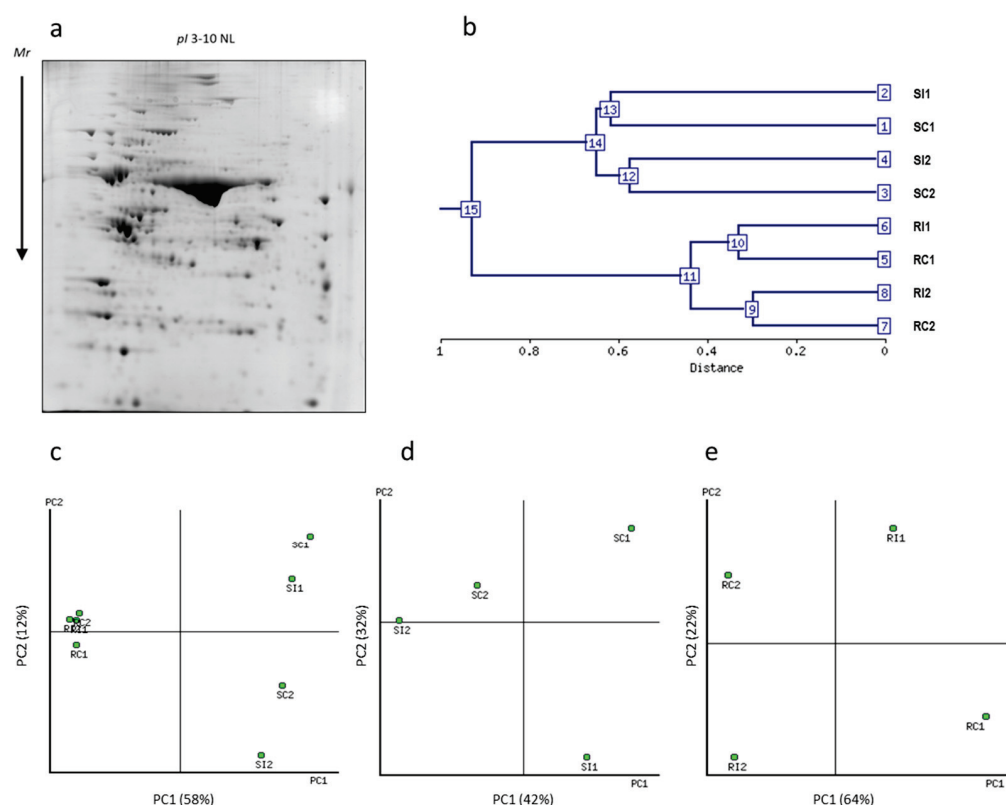 a
pI 3-10 NL
Mr
b
2 SI1
13
1 SC1
14
4 SI2
12
3 SC2
15
6 RI1
10
5 RC1
11
8 RI2
9
7 RC2
1 0.8 0.6 0.4 0.2 0
Distance
c
PC2
SC1
SI1
RC1
SC2
SI2
PC1
PC2 (12%)
PC1 (58%)
d
PC2
SC1
SC2
SI2
SI1
PC1
PC2 (32%)
PC1 (42%)
e
PC2
RI1
RC2
RC1
RI2
PC1
PC2 (22%)
PC1 (64%)